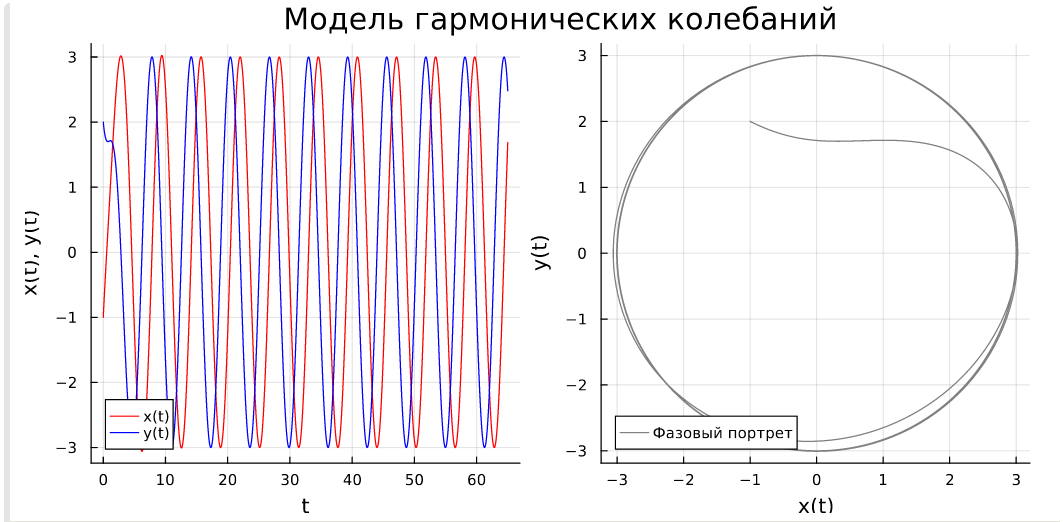 Модель гармонических колебаний
x(t), y(t)
3
2
1
0
−1
−2
−3
x(t)
y(t)
0 10 20 30 40 50 60
t
y(t)
3
2
1
0
−1
−2
−3
Фазовый портрет
−3 −2 −1 0 1 2 3
x(t)